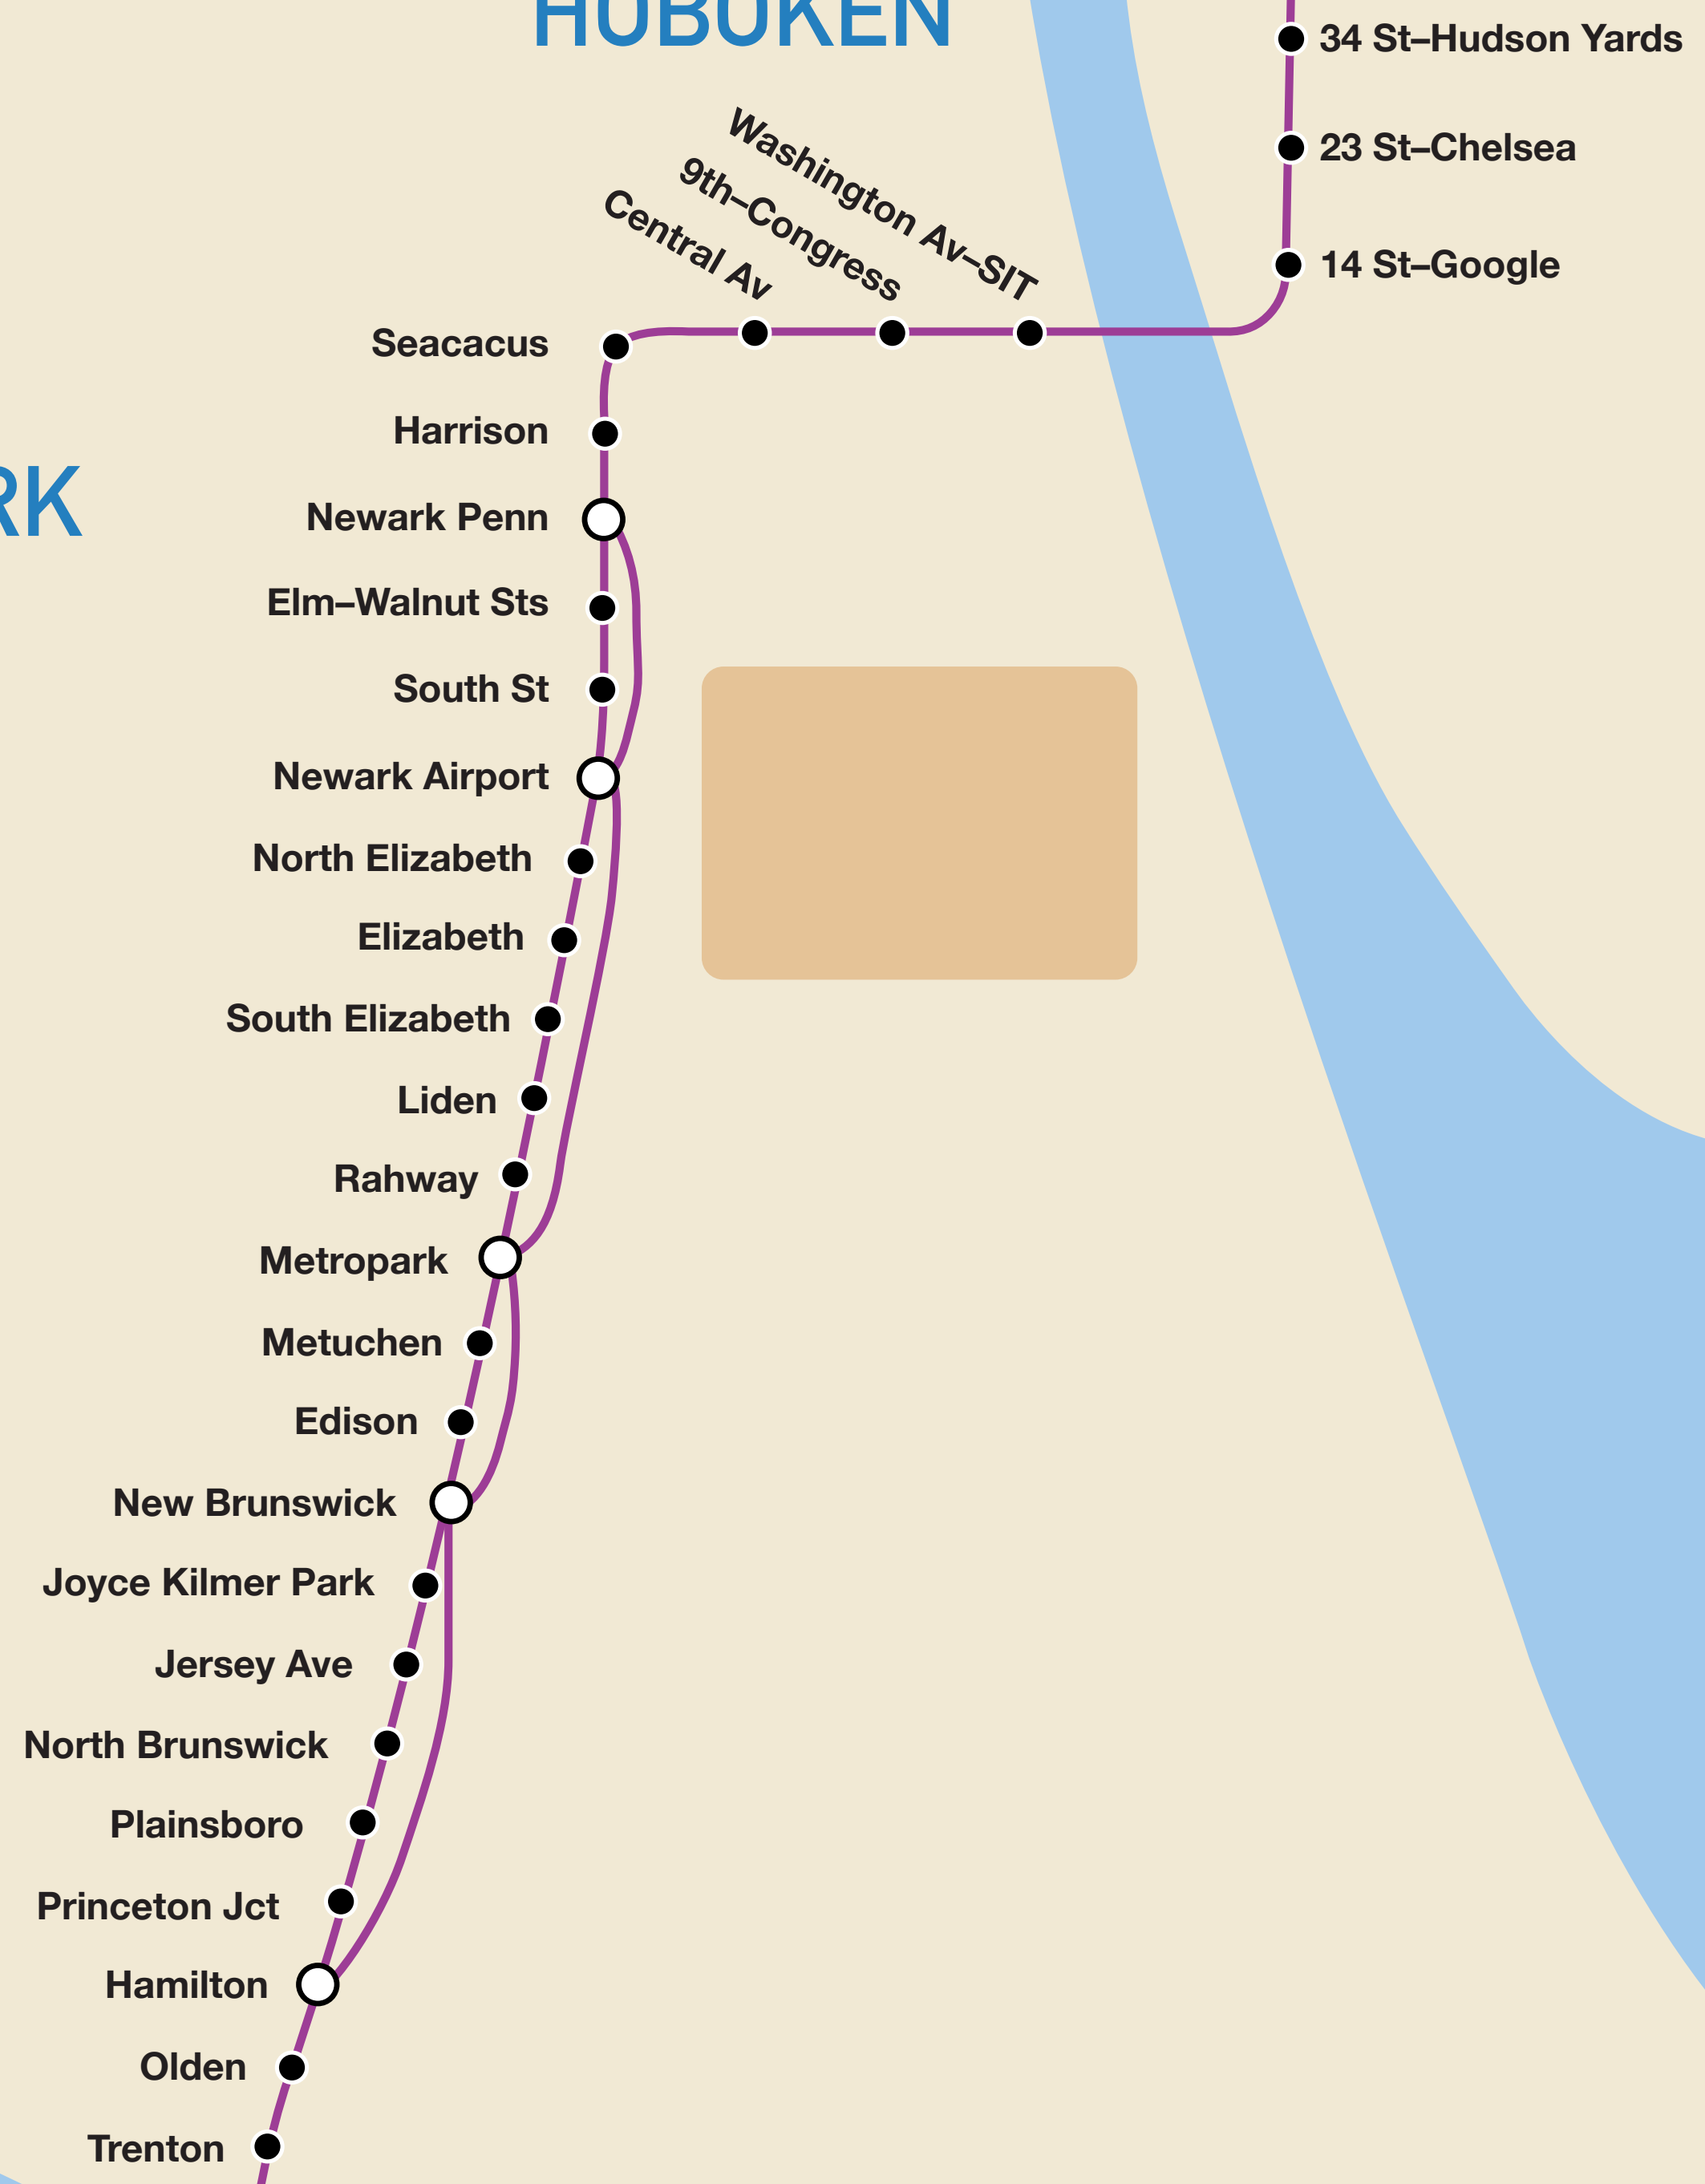 HOBOKEN
34 St–Hudson Yards
23 St–Chelsea
14 St–Google
Washington Av–SIT
9th–Congress
Central Av
Seacacus
Harrison
RK
Newark Penn
Elm–Walnut Sts
South St
Newark Airport
North Elizabeth
Elizabeth
South Elizabeth
Liden
Rahway
Metropark
Metuchen
Edison
New Brunswick
Joyce Kilmer Park
Jersey Ave
North Brunswick
Plainsboro
Princeton Jct
Hamilton
Olden
Trenton